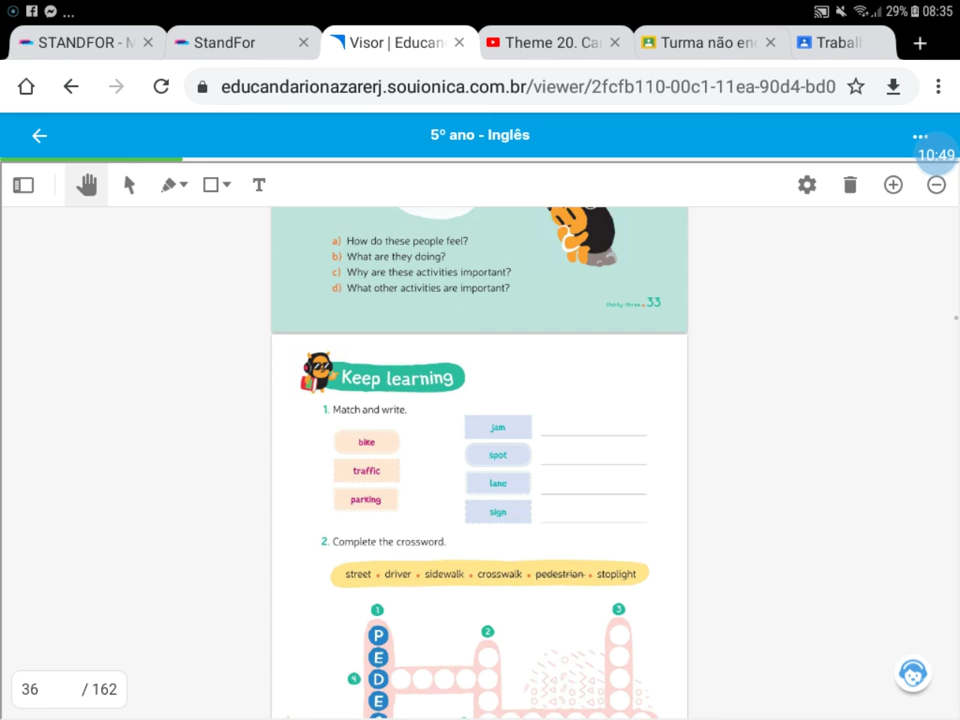 ... 29% 08:35
STANDFOR - M
StandFor
Visor | Educan
Theme 20. Ca
Turma não en
Trabal
educandarionazarerj.souionica.com.br/viewer/2fcfb110-00c1-11ea-90d4-bd0
5º ano - Inglês
10:49
T
a) How do these people feel?
b) What are they doing?
c) Why are these activities important?
d) What other activities are important?
thirty-three 33
Keep learning
1. Match and write.
bike
traffic
parking
jam
spot
lane
sign
2. Complete the crossword.
street • driver • sidewalk • crosswalk • pedestrian • stoplight
1
2
3
4
P
E
D
E
36 / 162